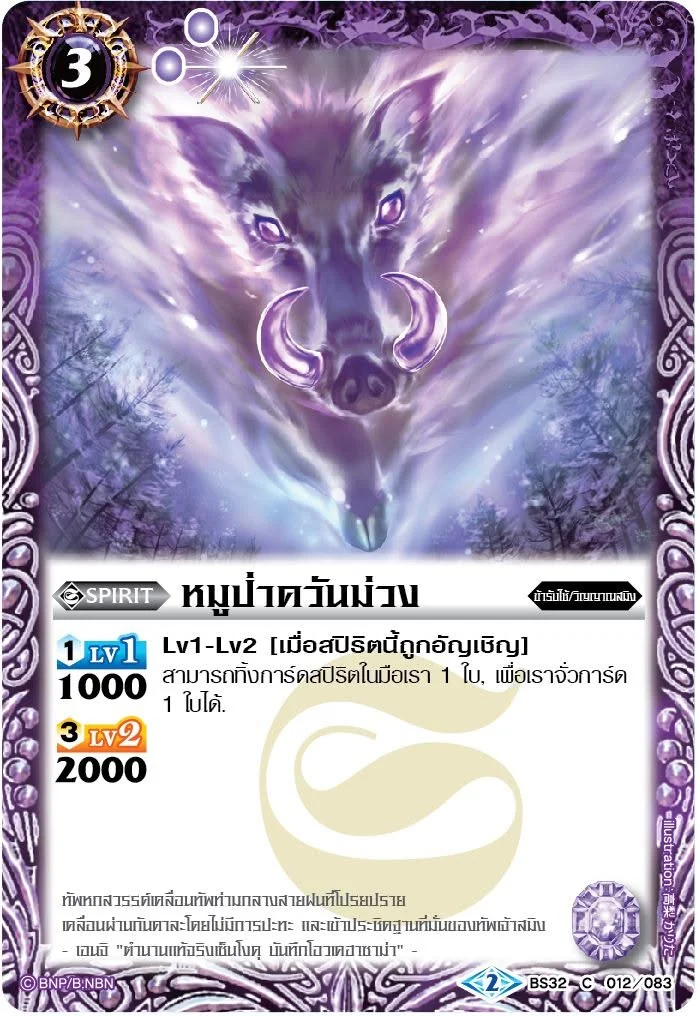 3
SPIRIT
หมูป่าควันม่วง
ข้ารับใช้/วิญญาณสมิง
1 LV1
1000
3 LV2
2000
Lv1-Lv2 [เมื่อสปิริตนี้ถูกอัญเชิญ]
สามารถทิ้งการ์ดสปิริตในมือเรา 1 ใบ, เพื่อเราจั่วการ์ด
1 ใบได้.
ทัพหกสวรรค์เคลื่อนทัพท่ามกลางสายฝนที่โปรยปราย
เคลื่อนผ่านกันดาละโดยไม่มีการปะทะ และเข้าประชิดฐานที่มั่นของทัพเจ้าสมิง
- เอนจิ "ตำนานแท้จริงเซ็นโงคุ บันทึกโอวเคฮาซาม่า" -
illustration: 高梨かりた
©BNP/B,NBN
2
BS32 C 012/083